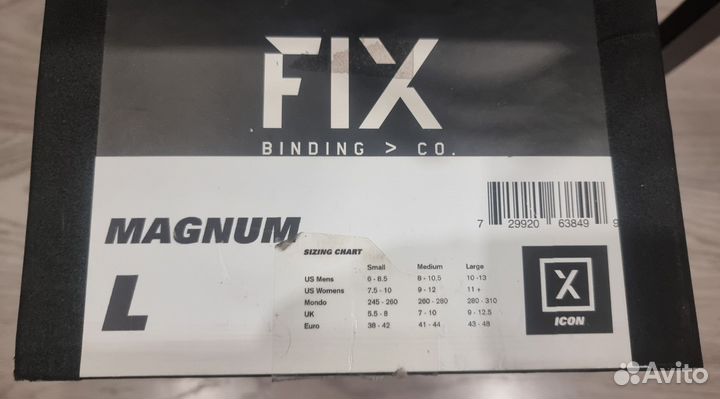 FIX
BINDING > CO.
MAGNUM
L
7 29920 63849 9
SIZING CHART
Small Medium Large
US Mens 6 - 8.5 8 - 10.5 10 -13
US Womens 7.5 - 10 9 - 12 11 +
Mondo 245 - 260 260 - 280 280 - 310
UK 5.5 - 8 7 - 10 9 - 12.5
Euro 38 - 42 41 - 44 43 - 48
X
ICON
Avito